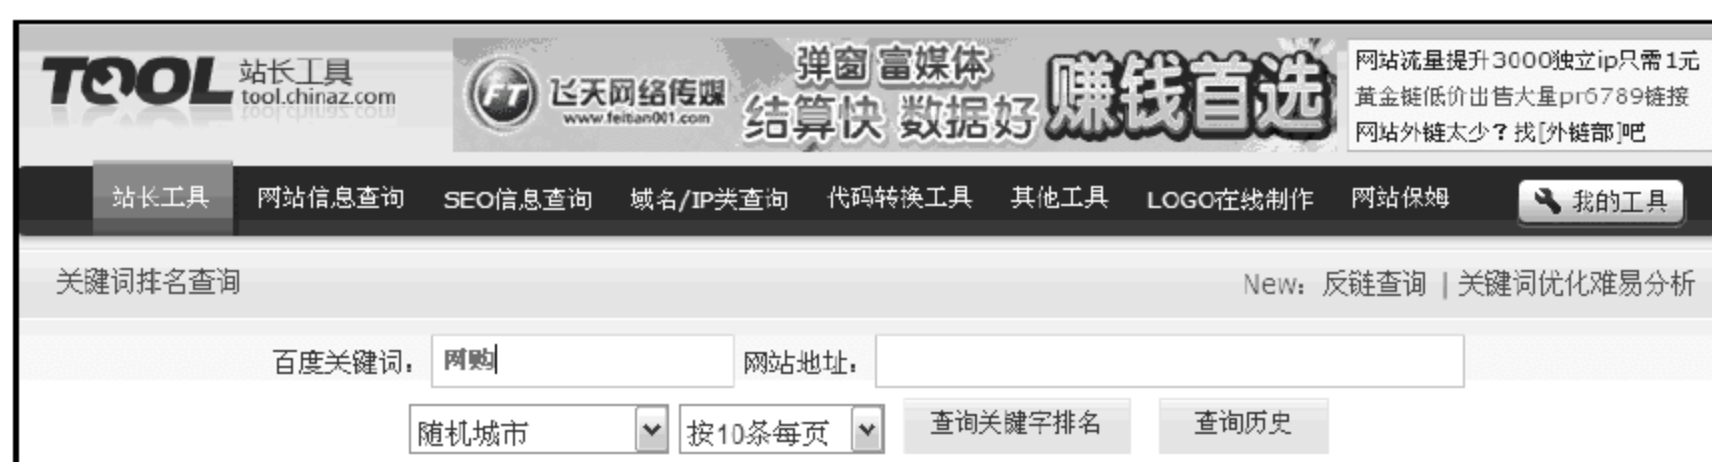 TOOL 站长工具
tool.chinaz.com
飞天网络传媒
www.feitian001.com
弹窗 富媒体
结算快 数据好
赚钱首选
网站流量提升3000独立ip只需1元
黄金链低价出售大量pr6789链接
网站外链太少?找[外链部]吧
站长工具 网站信息查询 SEO信息查询 域名/IP类查询 代码转换工具 其他工具 LOGO在线制作 网站保姆 我的工具
关键词排名查询 New: 反链查询 | 关键词优化难易分析
百度关键词: 网购 网站地址:
随机城市 按10条每页 查询关键字排名 查询历史